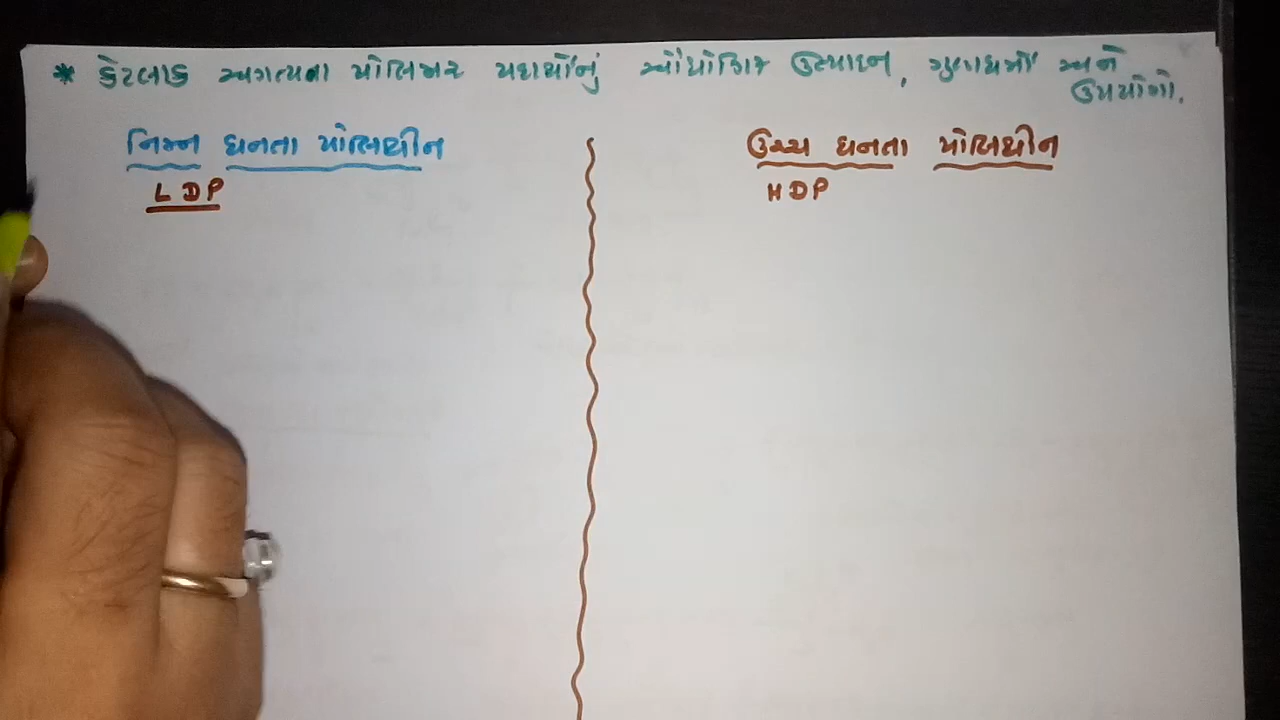 * કેટલાક અગત્યના પોલિમર પદાર્થોનું ઔદ્યોગિક ઉત્પાદન, ગુણધર્મો અને
ઉપયોગો.
નિમ્ન ઘનતા પોલિથીન
LDP
ઉચ્ચ ઘનતા પોલિથીન
HDP